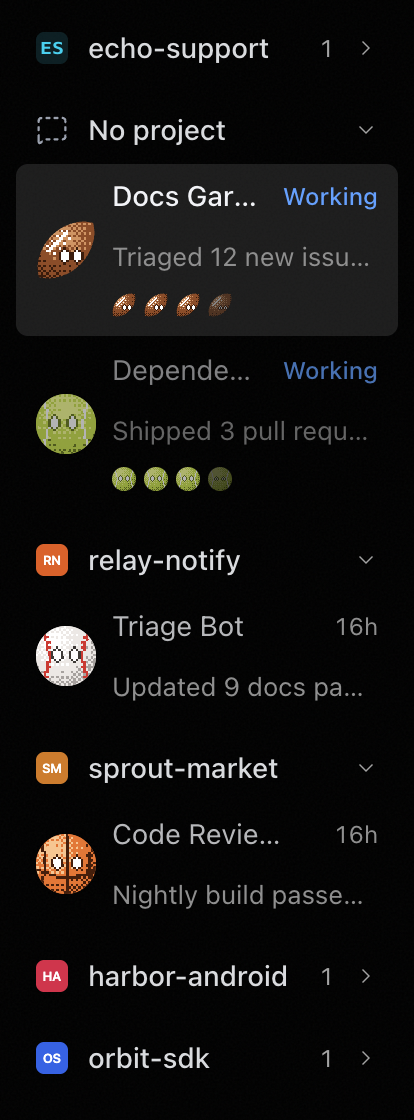 ES echo-support 1
No project
Docs Gar... Working
Triaged 12 new issu...
Depende... Working
Shipped 3 pull requ...
RN relay-notify
Triage Bot 16h
Updated 9 docs pa...
SM sprout-market
Code Revie... 16h
Nightly build passe...
HA harbor-android 1
OS orbit-sdk 1